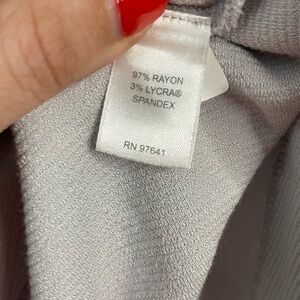 97% RAYON
3% LYCRA®
SPANDEX
RN 97641